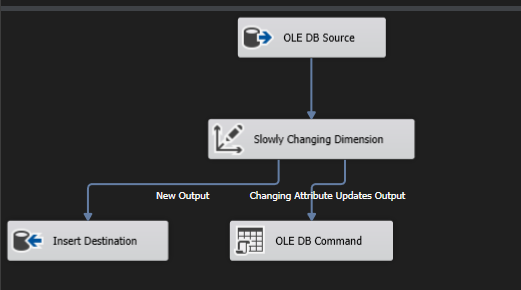 OLE DB Source
Slowly Changing Dimension
New Output
Changing Attribute Updates Output
Insert Destination
OLE DB Command